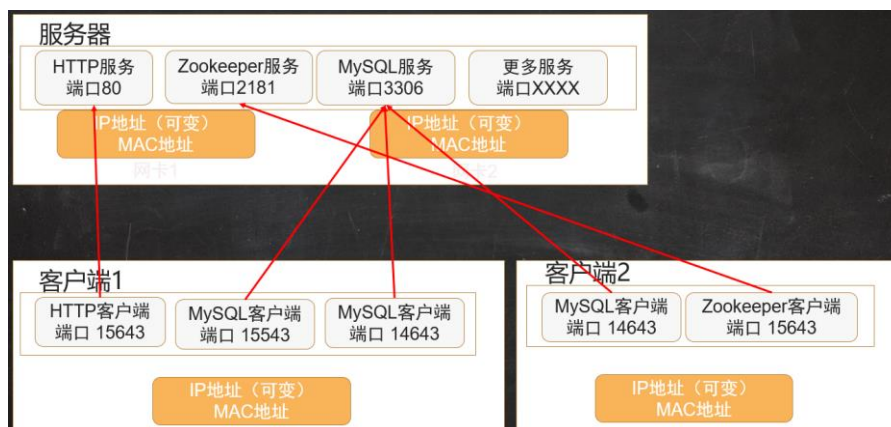 服务器
HTTP服务
端口80
Zookeeper服务
端口2181
MySQL服务
端口3306
更多服务
端口XXXX
IP地址（可变）
MAC地址
网卡1
IP地址（可变）
MAC地址
网卡2
客户端1
HTTP客户端
端口 15643
MySQL客户端
端口 15543
MySQL客户端
端口 14643
IP地址（可变）
MAC地址
客户端2
MySQL客户端
端口 14643
Zookeeper客户端
端口 15643
IP地址（可变）
MAC地址